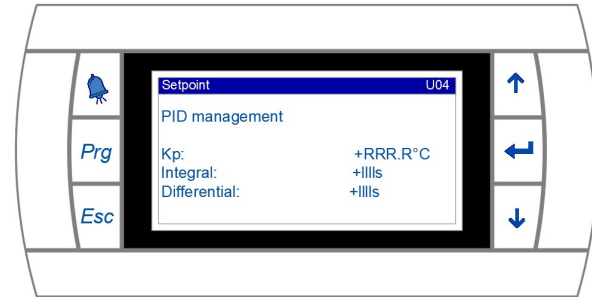 Setpoint U04
PID management
Prg
Kp: +RRR.R°C
Integral: +IIIIs
Differential: +IIIIs
Esc